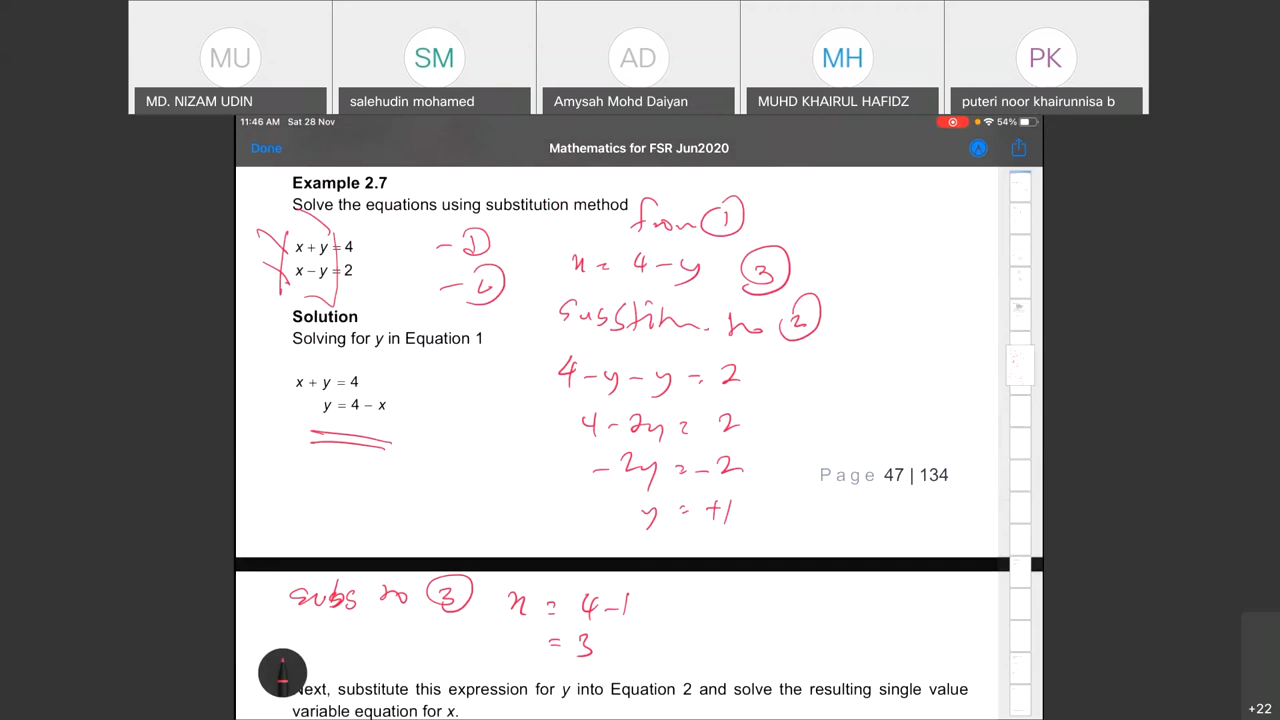 MU
SM
AD
MH
PK
MD. NIZAM UDIN
salehudin mohamed
Amysah Mohd Daiyan
MUHD KHAIRUL HAFIDZ
puteri noor khairunnisa b
11:46 AM Sat 28 Nov
54%
Done
Mathematics for FSR Jun2020
Example 2.7
Solve the equations using substitution method
from ①
x + y = 4
x – y = 2
x = 4 - y ③
Solution
to ②
Solving for y in Equation 1
4 - y - y = 2
x + y = 4
y = 4 – x
4 - 2y = 2
- 2y = - 2
Page 47 | 134
y = +1
subs to ③ x = 4 - 1
= 3
Next, substitute this expression for y into Equation 2 and solve the resulting single value
variable equation for x.
+22